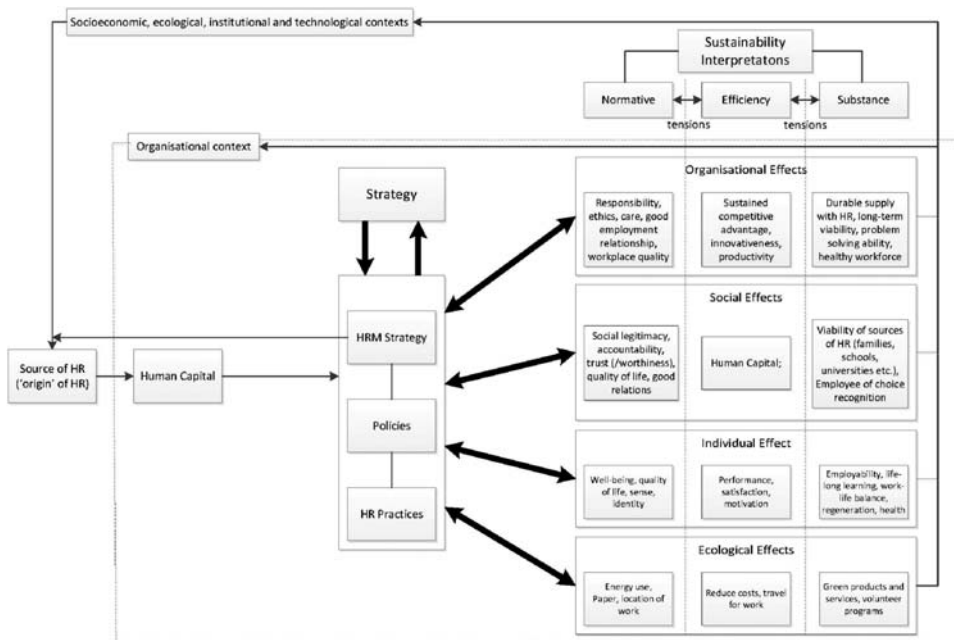 Socioeconomic, ecological, institutional and technological contexts
Sustainability
Interpretatons
Normative
Efficiency
Substance
tensions
tensions
Organisational context
Strategy
HRM Strategy
Policies
HR Practices
Source of HR
('origin' of HR)
Human Capital
Organisational Effects
Responsibility,
ethics, care, good
employment
relationship,
workplace quality
Sustained
competitive
advantage,
innovativeness,
productivity
Durable supply
with HR, long-term
viability, problem
solving ability,
healthy workforce
Social Effects
Social legitimacy,
accountability,
trust (/worthiness),
quality of life, good
relations
Human Capital;
Viability of sources
of HR (families,
schools,
universities etc.),
Employee of choice
recognition
Individual Effect
Well-being, quality
of life, sense,
identity
Performance,
satisfaction,
motivation
Employability, life-
long learning, work-
life balance,
regeneration, health
Ecological Effects
Energy use,
Paper, location of
work
Reduce costs, travel
for work
Green products and
services, volunteer
programs